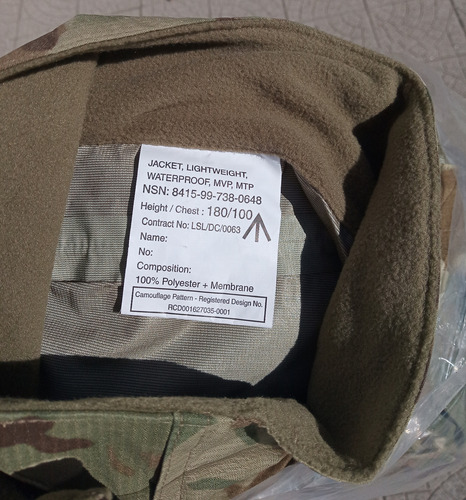 JACKET, LIGHTWEIGHT,
WATERPROOF, MVP, MTP
NSN: 8415-99-738-0648
Height / Chest : 180/100
Contract No: LSL/DC/0063
Name:
No:
Composition:
100% Polyester + Membrane
Camouflage Pattern - Registered Design No.
RCD001627035-0001